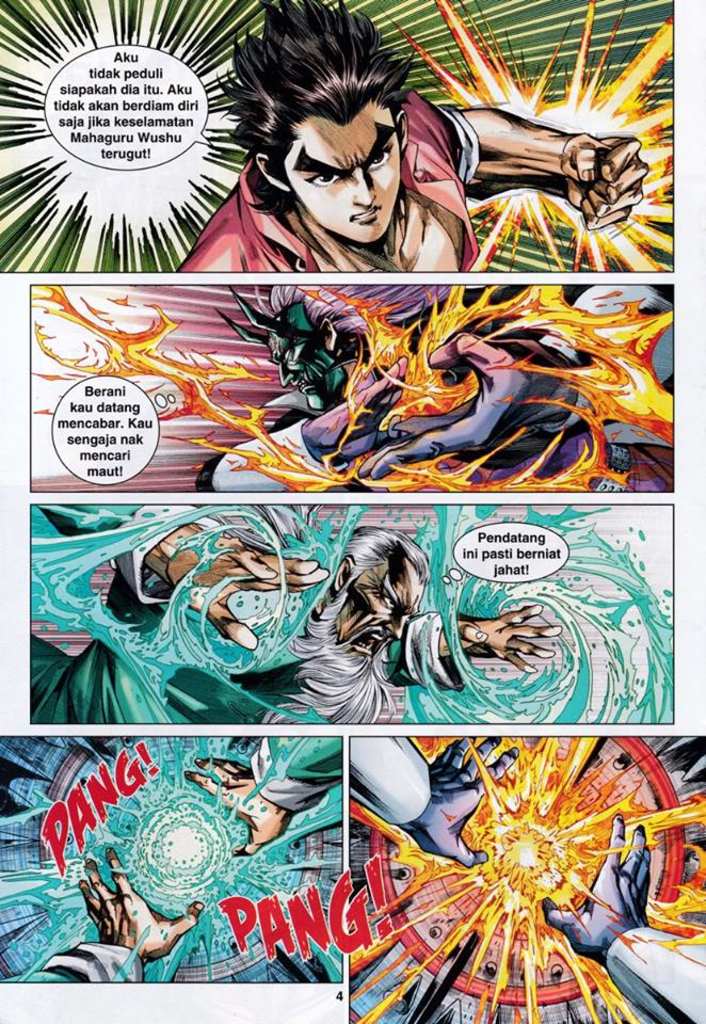 Aku
tidak peduli
siapakah dia itu. Aku
tidak akan berdiam diri
saja jika keselamatan
Mahaguru Wushu
terugut!
Berani
kau datang
mencabar. Kau
sengaja nak
mencari
maut!
Pendatang
ini pasti berniat
jahat!
PANG!
PANG!
4